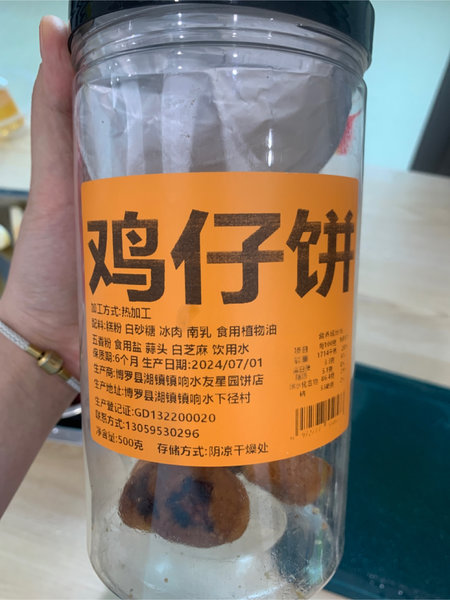 鸡仔饼
加工方式:热加工
配料:糕粉 白砂糖 冰肉 南乳 食用植物油
五香粉 食用盐 蒜头 白芝麻 饮用水
保质期:6个月 生产日期:2024/07/01
生产商:博罗县湖镇镇响水友星园饼店
生产地址:博罗县湖镇镇响水下径村
生产登记证:GD132200020
联系方式:13059530296
净含量:500克 存储方式:阴凉干燥处
项目